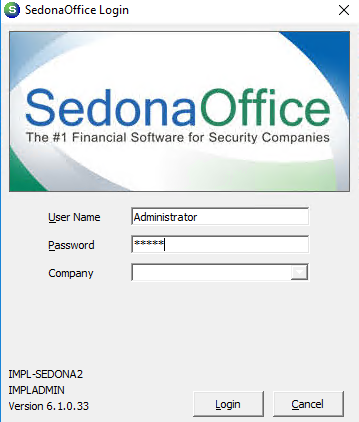 SedonaOffice Login
SedonaOffice
The #1 Financial Software for Security Companies
User Name Administrator
Password *****
Company
IMPL-SEDONA2
IMPLADMIN
Version 6.1.0.33
Login Cancel